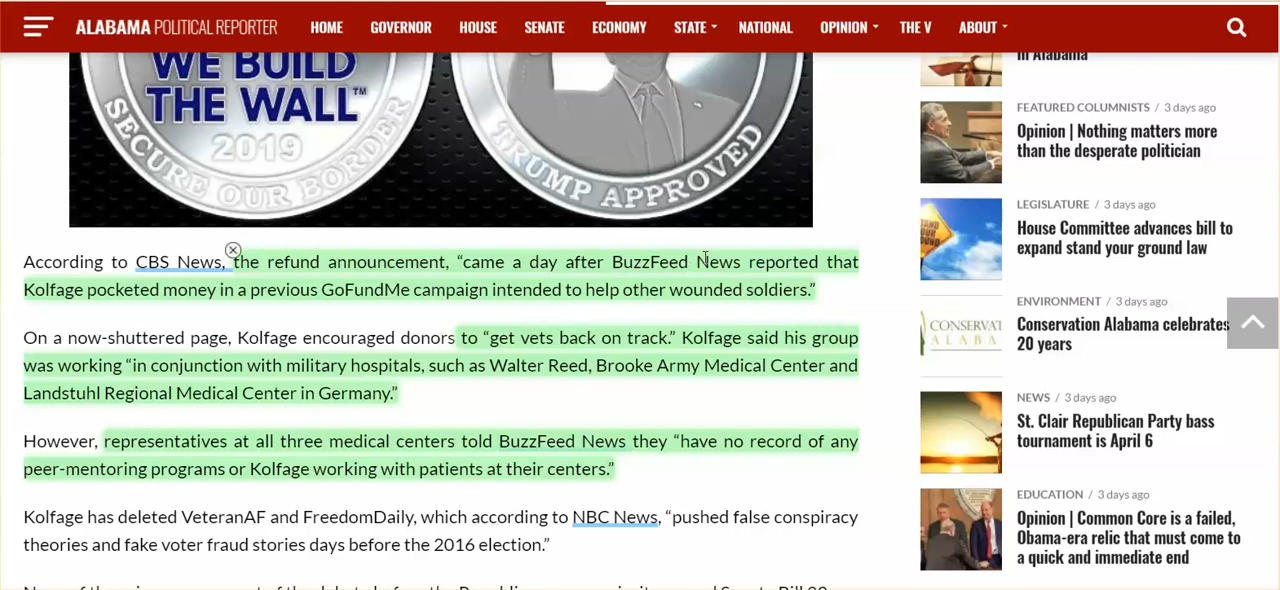 ALABAMA POLITICAL REPORTER HOME GOVERNOR HOUSE SENATE ECONOMY STATE NATIONAL OPINION THE V ABOUT
WE BUILD
THE WALL™
2019
SECURE OUR BORDER
TRUMP APPROVED
According to CBS News, the refund announcement, “came a day after BuzzFeed News reported that
Kolfage pocketed money in a previous GoFundMe campaign intended to help other wounded soldiers.”
On a now-shuttered page, Kolfage encouraged donors to “get vets back on track.” Kolfage said his group
was working “in conjunction with military hospitals, such as Walter Reed, Brooke Army Medical Center and
Landstuhl Regional Medical Center in Germany.”
However, representatives at all three medical centers told BuzzFeed News they “have no record of any
peer-mentoring programs or Kolfage working with patients at their centers.”
Kolfage has deleted VeteranAF and FreedomDaily, which according to NBC News, “pushed false conspiracy
theories and fake voter fraud stories days before the 2016 election.”
in Alabama
FEATURED COLUMNISTS / 3 days ago
Opinion | Nothing matters more
than the desperate politician
LEGISLATURE / 3 days ago
House Committee advances bill to
expand stand your ground law
ENVIRONMENT / 3 days ago
Conservation Alabama celebrates
20 years
NEWS / 3 days ago
St. Clair Republican Party bass
tournament is April 6
EDUCATION / 3 days ago
Opinion | Common Core is a failed,
Obama-era relic that must come to
a quick and immediate end